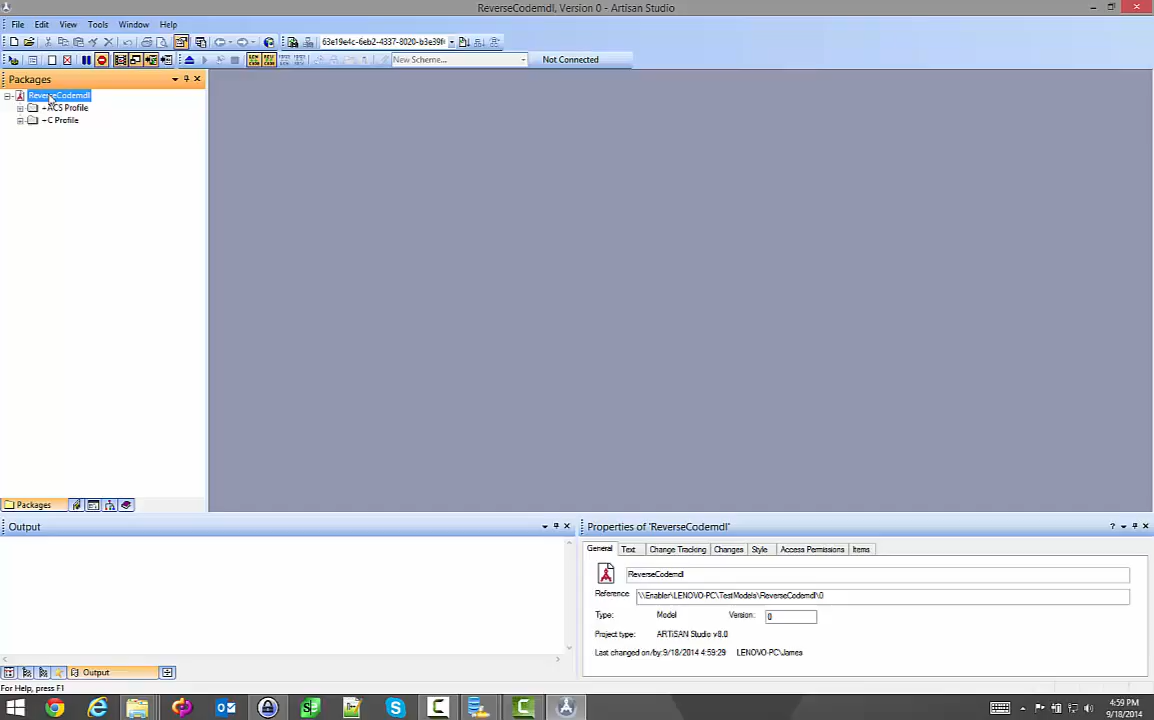 ReverseCodemdl, Version 0 - Artisan Studio
File Edit View Tools Window Help
63e19e4c-6eb2-4337-8020-b3e39f
New Scheme...
Not Connected
Packages
ReverseCodemdl
~ACS Profile
~C Profile
Packages
Output
Output
For Help, press F1
Properties of 'ReverseCodemdl'
General Text Change Tracking Changes Style Access Permissions Items
ReverseCodemdl
Reference \\Enabler\LENOVO-PC\TestModels\ReverseCodemdl\0
Type: Model Version: 0
Project type: ARTiSAN Studio v8.0
Last changed on/by: 9/18/2014 4:59:29 LENOVO-PC\James
4:59 PM
9/18/2014